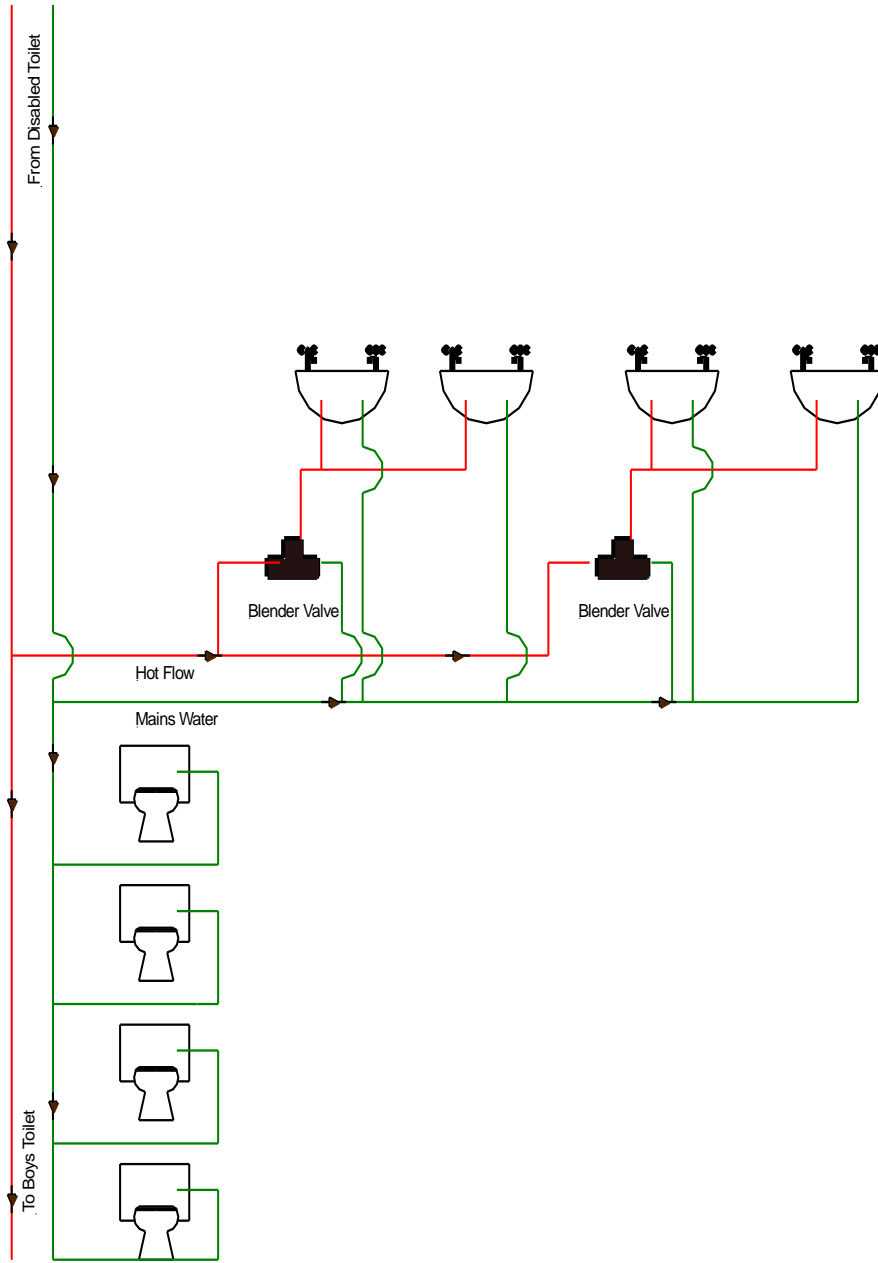 From Disabled Toilet
Blender Valve
Blender Valve
Hot Flow
Mains Water
To Boys Toilet